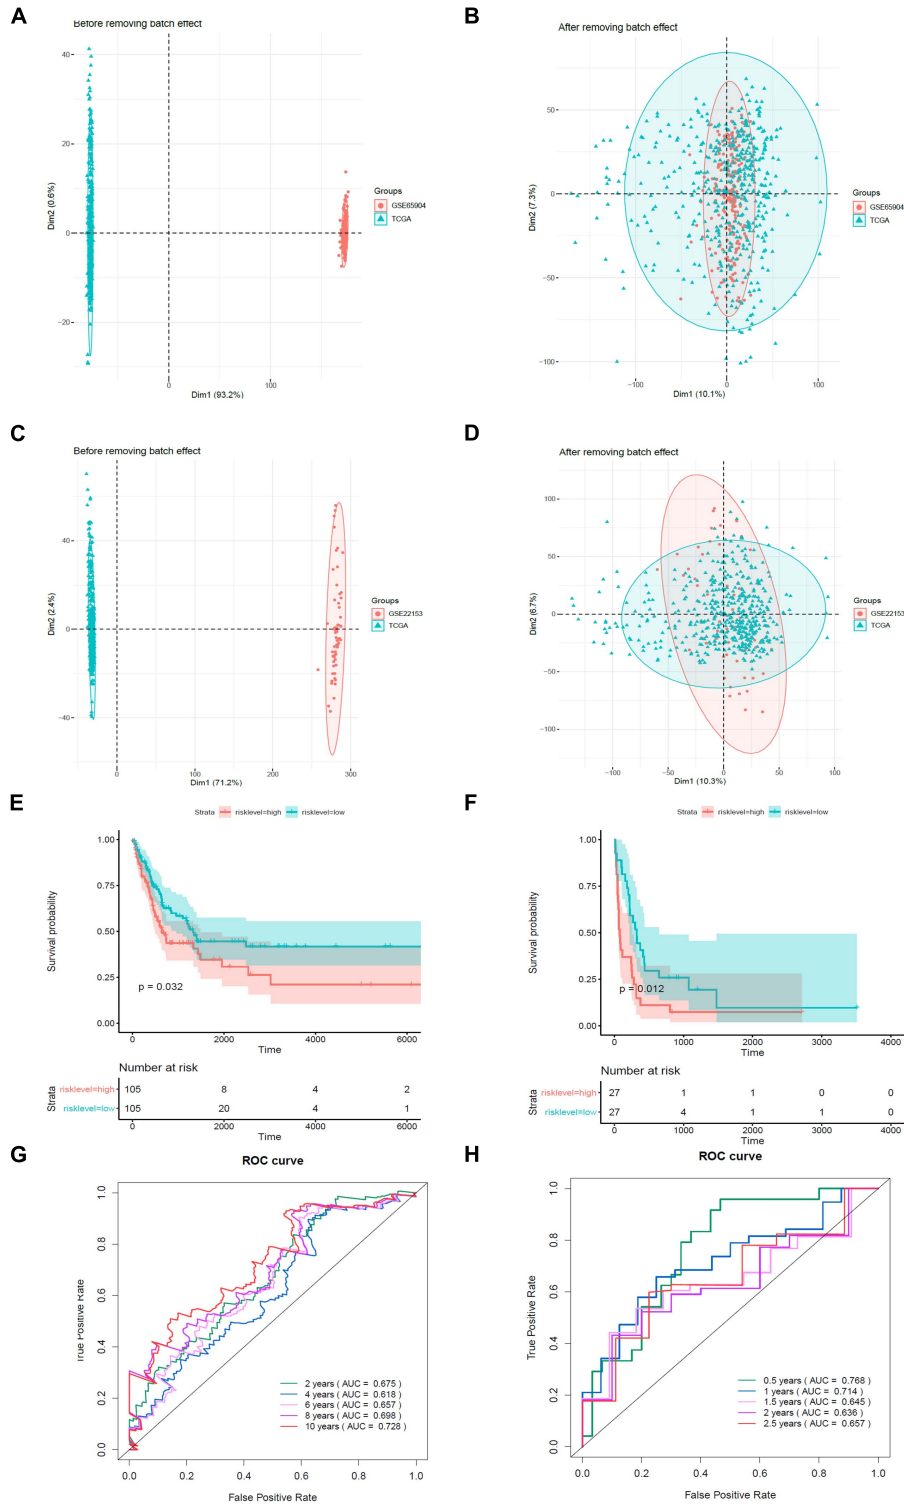 A
Before removing batch effect
40
20
0
−20
Dim2 (0.6%)
0
100
Dim1 (93.2%)
Groups
GSE65904
TCGA
B
After removing batch effect
50
0
−50
−100
Dim2 (7.3%)
−100
0
100
Dim1 (10.1%)
Groups
GSE65904
TCGA
C
Before removing batch effect
40
0
−40
Dim2 (2.4%)
0
100
200
300
Dim1 (71.2%)
Groups
GSE22153
TCGA
D
After removing batch effect
100
50
0
−50
−100
Dim2 (6.7%)
−100
−50
0
50
100
Dim1 (10.3%)
Groups
GSE22153
TCGA
E
Strata risklevel=high risklevel=low
1.00
0.75
0.50
0.25
0.00
Survival probability
p = 0.032
0 2000 4000 6000
Time
Number at risk
Strata
risklevel=high 105 8 4 2
risklevel=low 105 20 4 1
0 2000 4000 6000
Time
F
Strata risklevel=high risklevel=low
1.00
0.75
0.50
0.25
0.00
Survival probability
p = 0.012
0 1000 2000 3000 4000
Time
Number at risk
Strata
risklevel=high 27 1 1 0 0
risklevel=low 27 4 1 1 0
0 1000 2000 3000 4000
Time
G
ROC curve
1.0
0.8
0.6
0.4
0.2
0.0
True Positive Rate
2 years ( AUC = 0.675 )
4 years ( AUC = 0.618 )
6 years ( AUC = 0.657 )
8 years ( AUC = 0.698 )
10 years ( AUC = 0.728 )
0.0 0.2 0.4 0.6 0.8 1.0
False Positive Rate
H
ROC curve
1.0
0.8
0.6
0.4
0.2
0.0
True Positive Rate
0.5 years ( AUC = 0.768 )
1 years ( AUC = 0.714 )
1.5 years ( AUC = 0.645 )
2 years ( AUC = 0.636 )
2.5 years ( AUC = 0.657 )
0.0 0.2 0.4 0.6 0.8 1.0
False Positive Rate